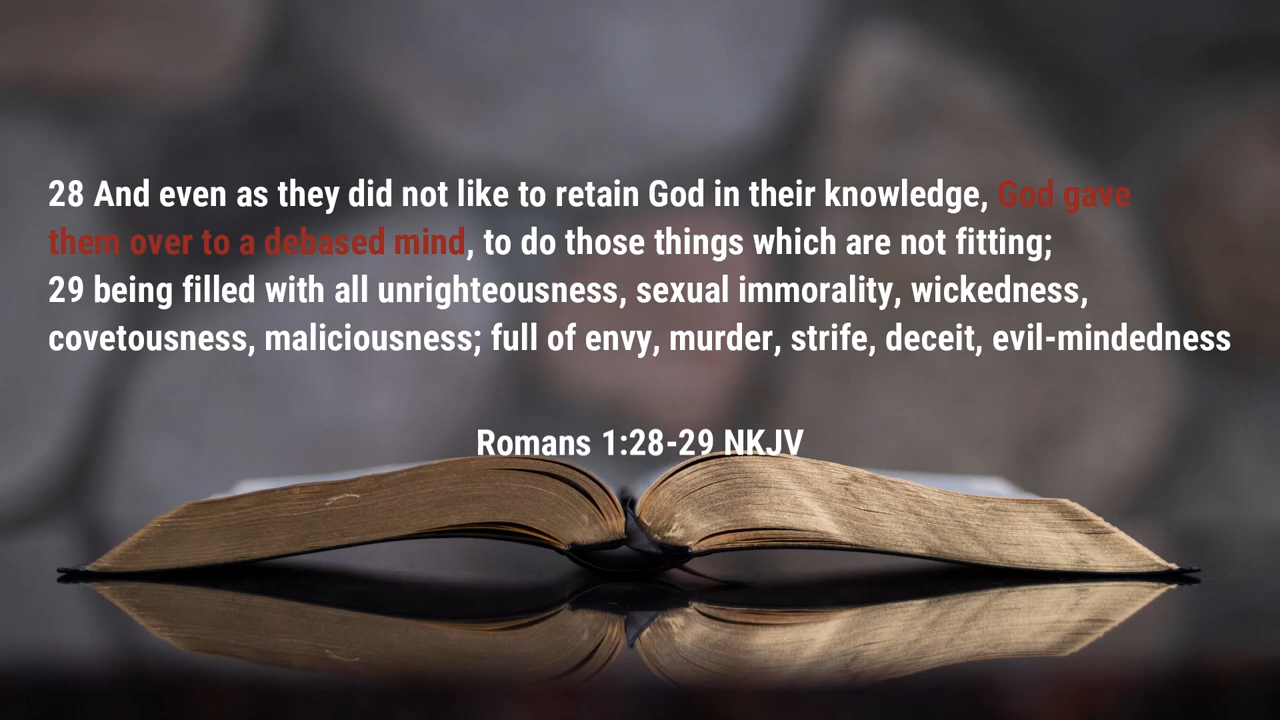 28 And even as they did not like to retain God in their knowledge, God gave
them over to a debased mind, to do those things which are not fitting;
29 being filled with all unrighteousness, sexual immorality, wickedness,
covetousness, maliciousness; full of envy, murder, strife, deceit, evil-mindedness
Romans 1:28-29 NKJV